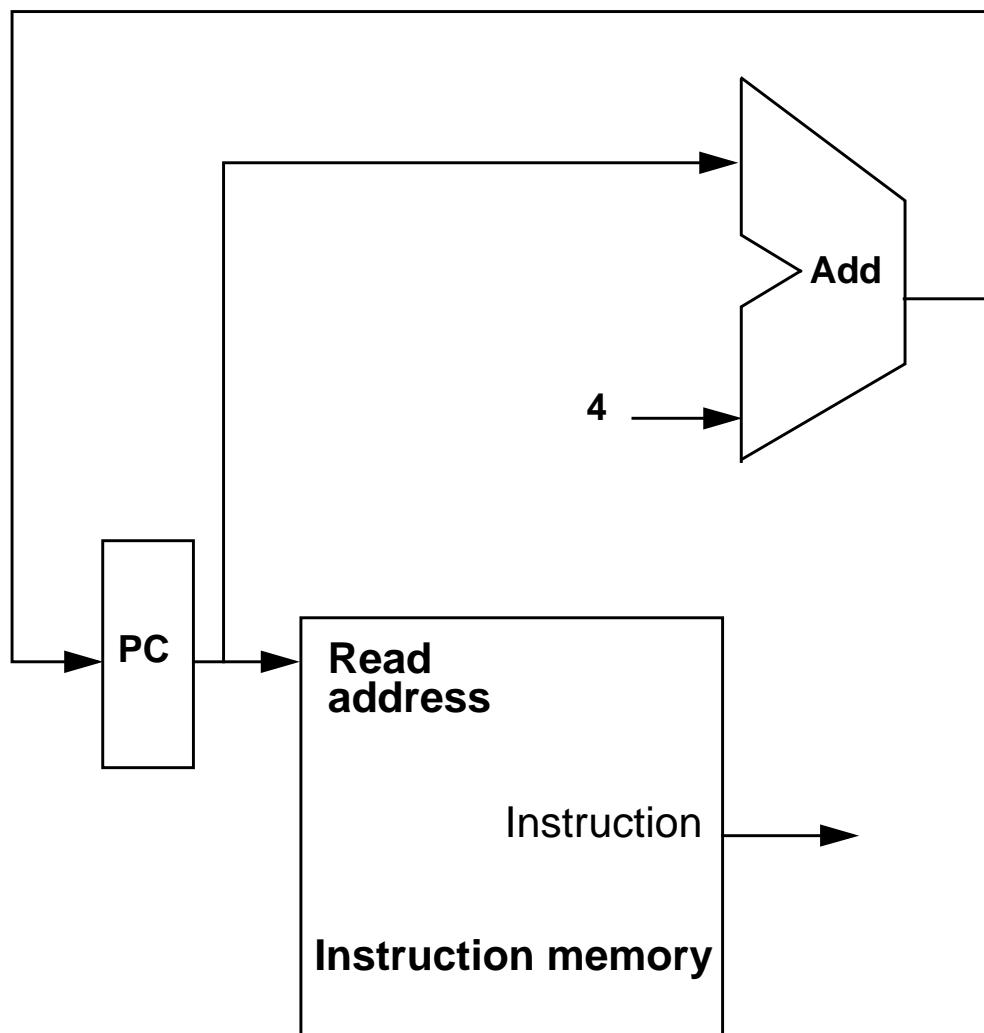 Add
4
PC
Read
address
Instruction
Instruction memory